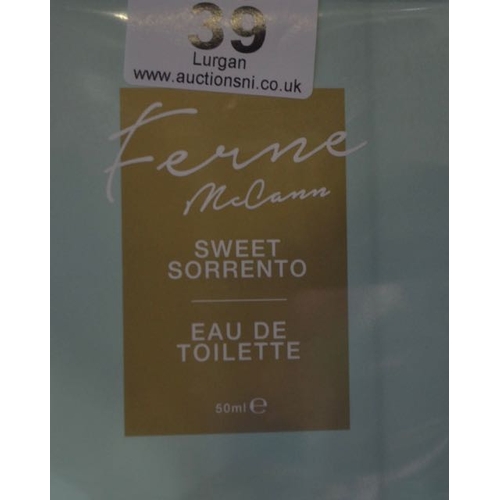 39
Lurgan
www.auctionsni.co.uk
Ferne
McCann
SWEET
SORRENTO
EAU DE
TOILETTE
50ml ℮